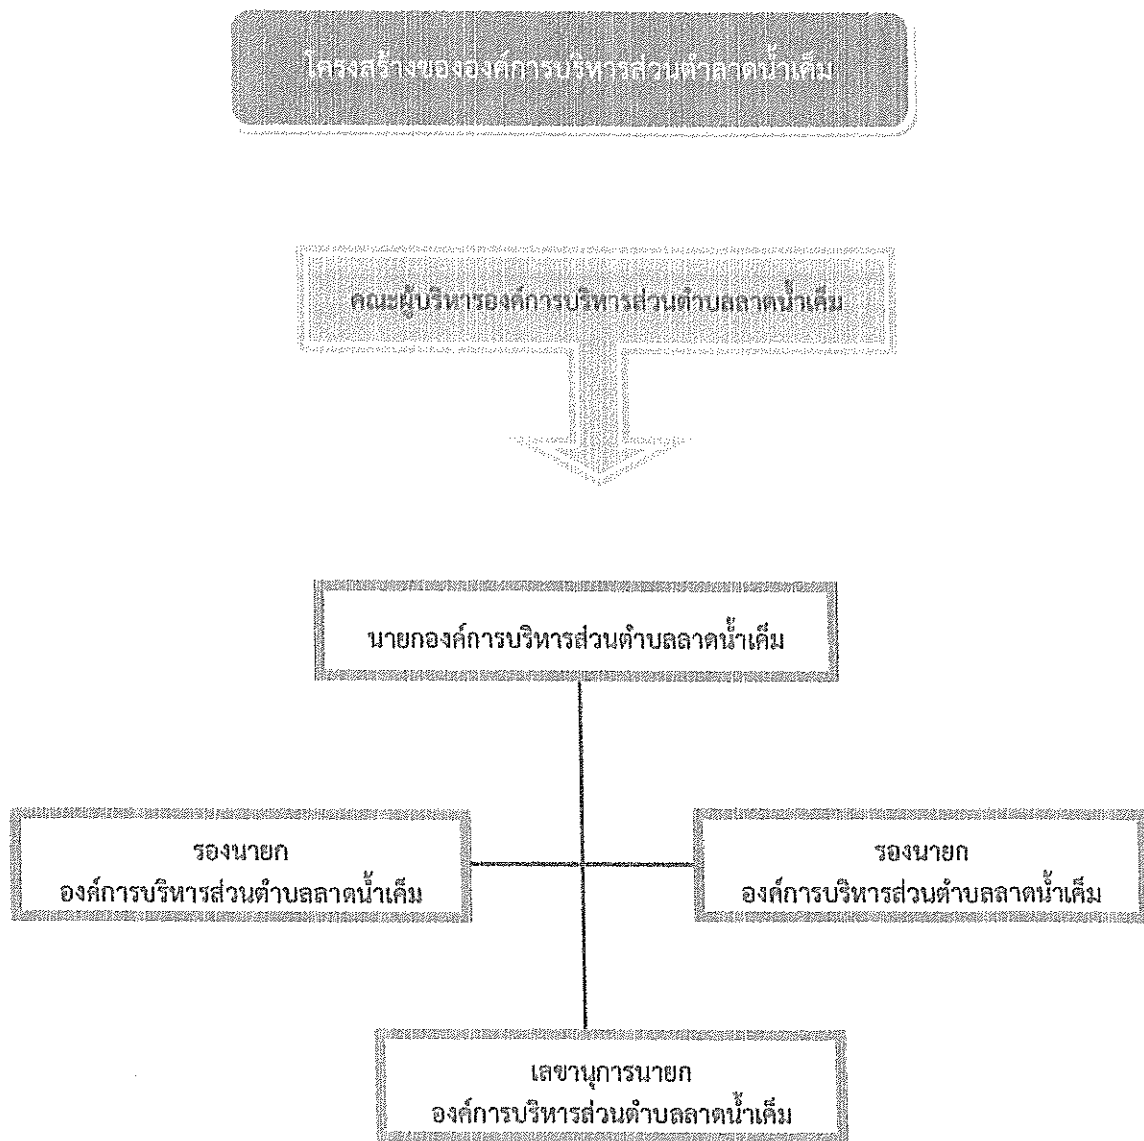 โครงสร้างขององค์การบริหารส่วนตำลาดน้ำเค็ม
คณะผู้บริหารองค์การบริหารส่วนตำบลลาดน้ำเค็ม
นายกองค์การบริหารส่วนตำบลลาดน้ำเค็ม
รองนายก
องค์การบริหารส่วนตำบลลาดน้ำเค็ม
รองนายก
องค์การบริหารส่วนตำบลลาดน้ำเค็ม
เลขานุการนายก
องค์การบริหารส่วนตำบลลาดน้ำเค็ม